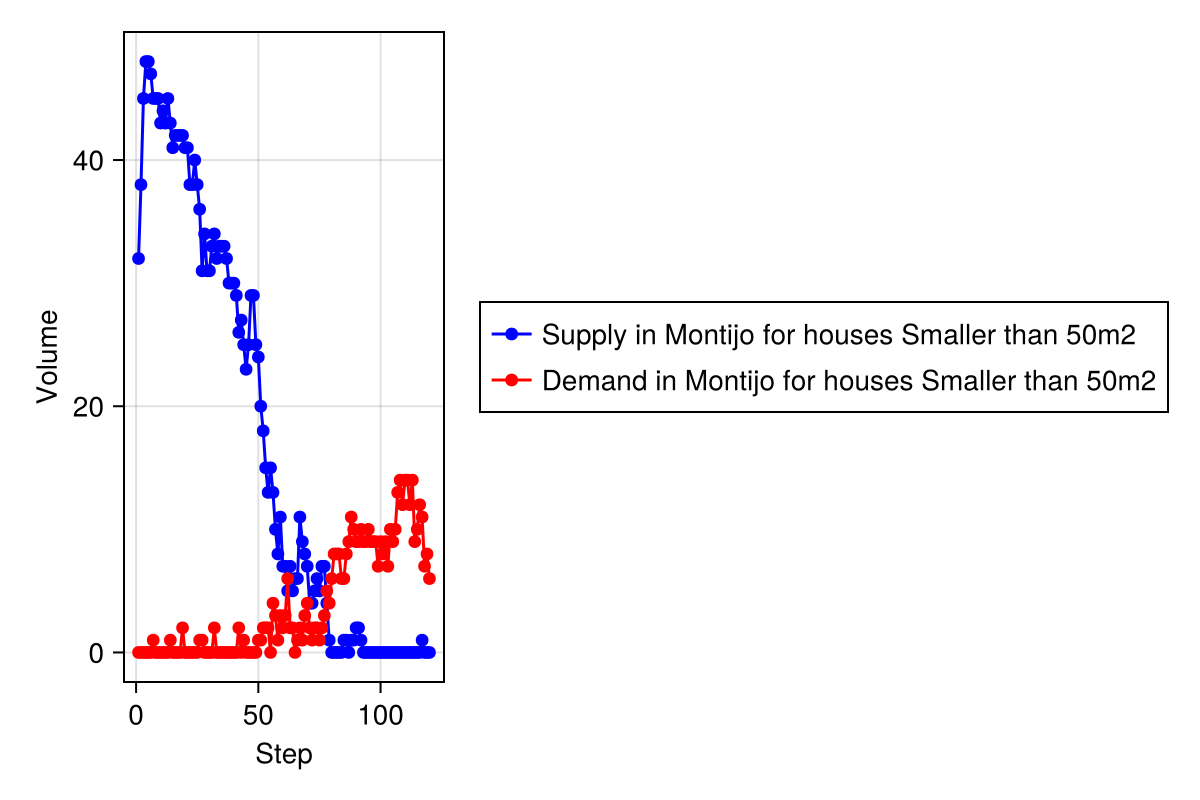 Volume
40
20
0
0 50 100
Step
Supply in Montijo for houses Smaller than 50m2
Demand in Montijo for houses Smaller than 50m2